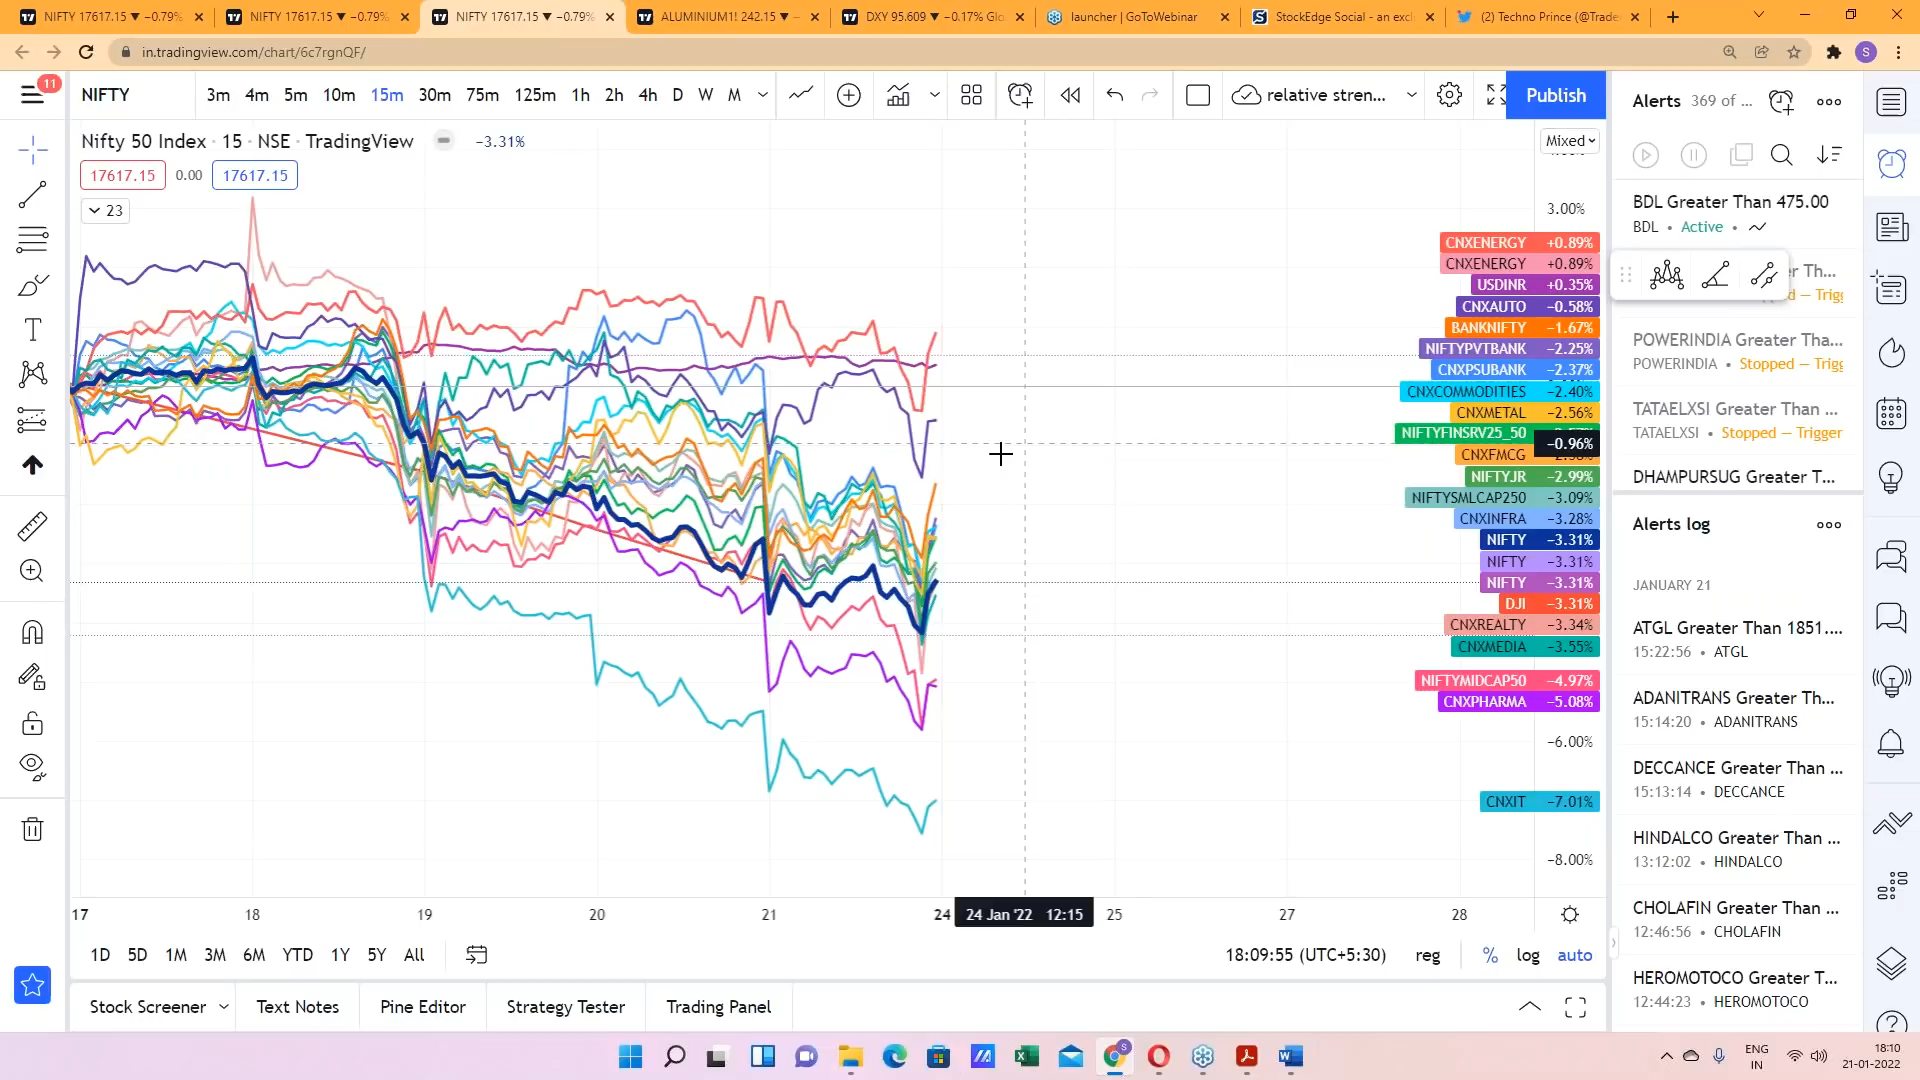 NIFTY 17617.15 ▼ −0.79%
NIFTY 17617.15 ▼ −0.79%
NIFTY 17617.15 ▼ −0.79%
ALUMINIUM1! 242.15 ▼ −
DXY 95.609 ▼ −0.17% Glo
launcher | GoToWebinar
StockEdge Social - an exc
(2) Techno Prince (@Trade
in.tradingview.com/chart/6c7rgnQF/
S
11
NIFTY
3m 4m 5m 10m 15m 30m 75m 125m 1h 2h 4h D W M
relative stren...
Publish
Nifty 50 Index · 15 · NSE · TradingView
−3.31%
17617.15 0.00 17617.15
23
Mixed
3.00%
CNXENERGY +0.89%
CNXENERGY +0.89%
USDINR +0.35%
CNXAUTO −0.58%
BANKNIFTY −1.67%
NIFTYPVTBANK −2.25%
CNXPSUBANK −2.37%
CNXCOMMODITIES −2.40%
CNXMETAL −2.56%
NIFTYFINSRV25_50
−0.96%
CNXFMCG
NIFTYJR −2.99%
NIFTYSMLCAP250 −3.09%
CNXINFRA −3.28%
NIFTY −3.31%
NIFTY −3.31%
NIFTY −3.31%
DJI −3.31%
CNXREALTY −3.34%
CNXMEDIA −3.55%
NIFTYMIDCAP50 −4.97%
CNXPHARMA −5.08%
−6.00%
CNXIT −7.01%
−8.00%
17 18 19 20 21 24 24 Jan '22 12:15 25 27 28
1D 5D 1M 3M 6M YTD 1Y 5Y All
18:09:55 (UTC+5:30) reg % log auto
Stock Screener Text Notes Pine Editor Strategy Tester Trading Panel
Alerts 369 of ...
BDL Greater Than 475.00
BDL • Active •
er Th...
d — Trigg
POWERINDIA Greater Tha...
POWERINDIA • Stopped — Trigg
TATAELXSI Greater Than ...
TATAELXSI • Stopped — Trigger
DHAMPURSUG Greater T...
Alerts log
JANUARY 21
ATGL Greater Than 1851....
15:22:56 • ATGL
ADANITRANS Greater Th...
15:14:20 • ADANITRANS
DECCANCE Greater Than ...
15:13:14 • DECCANCE
HINDALCO Greater Than ...
13:12:02 • HINDALCO
CHOLAFIN Greater Than ...
12:46:56 • CHOLAFIN
HEROMOTOCO Greater T...
12:44:23 • HEROMOTOCO
S
ENG
IN
18:10
21-01-2022